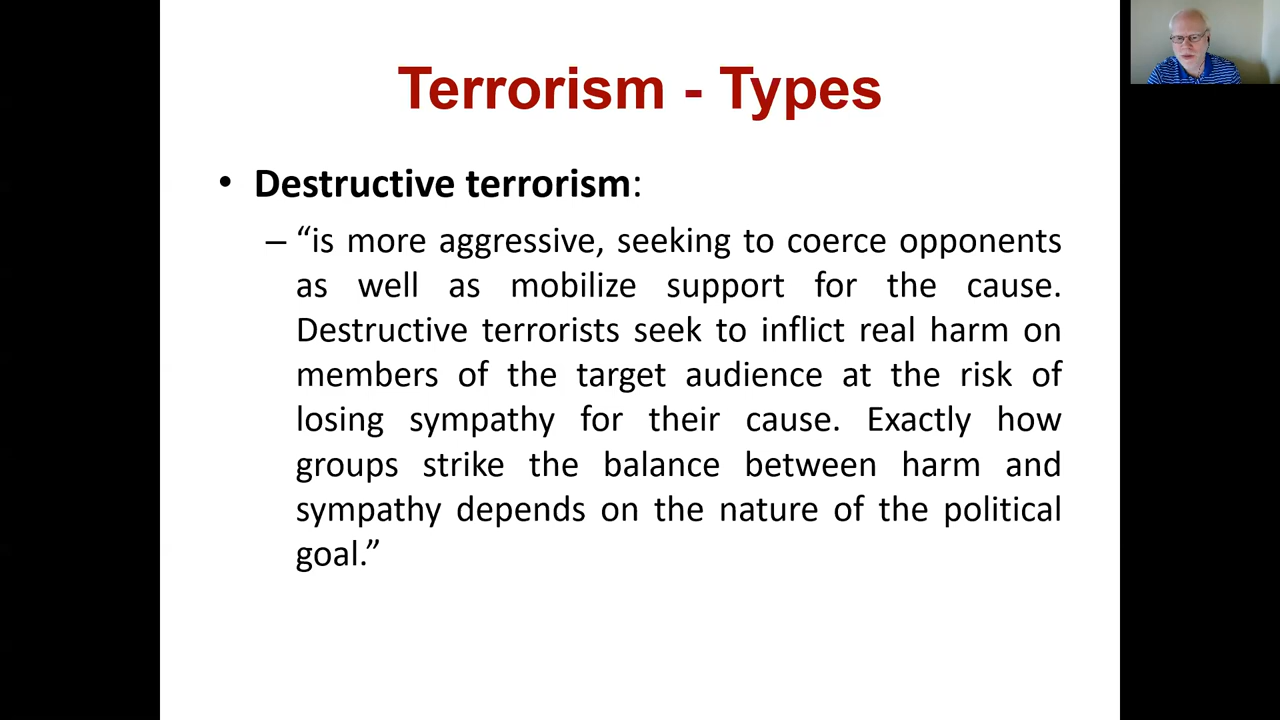 Terrorism - Types
• Destructive terrorism:
– “is more aggressive, seeking to coerce opponents
as well as mobilize support for the cause.
Destructive terrorists seek to inflict real harm on
members of the target audience at the risk of
losing sympathy for their cause. Exactly how
groups strike the balance between harm and
sympathy depends on the nature of the political
goal.”